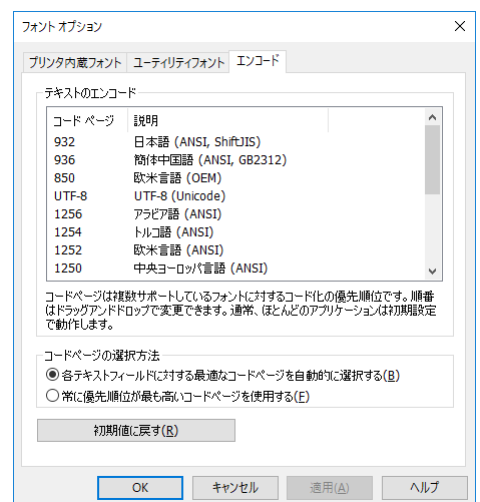 フォント オプション
プリンタ内蔵フォント ユーティリティフォント エンコード
テキストのエンコード
コード ページ 説明
932 日本語 (ANSI, ShiftJIS)
936 簡体中国語 (ANSI, GB2312)
850 欧米言語 (OEM)
UTF-8 UTF-8 (Unicode)
1256 アラビア語 (ANSI)
1254 トルコ語 (ANSI)
1252 欧米言語 (ANSI)
1250 中央ヨーロッパ言語 (ANSI)
コードページは複数サポートしているフォントに対するコード化の優先順位です。順番
はドラッグアンドドロップで変更できます。通常、ほとんどのアプリケーションは初期設定
で動作します。
コードページの選択方法
各テキストフィールドに対する最適なコードページを自動的に選択する(B)
常に優先順位が最も高いコードページを使用する(F)
初期値に戻す(R)
OK キャンセル 適用(A) ヘルプ